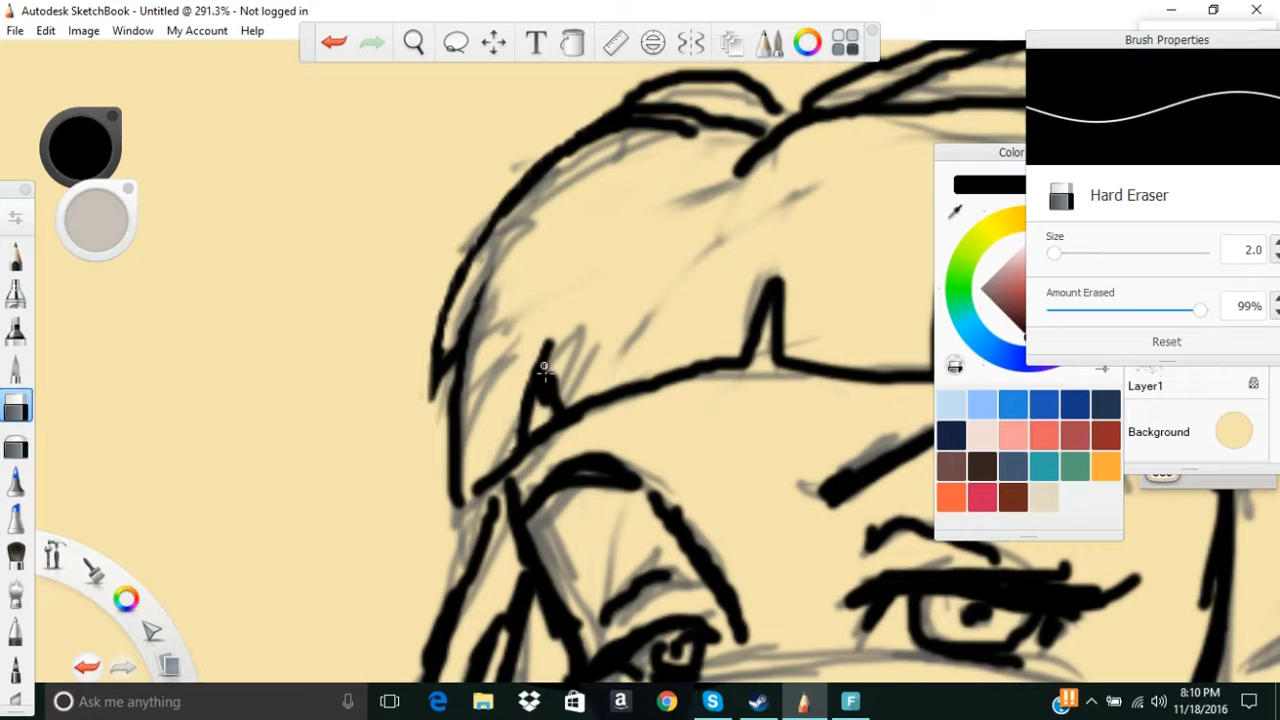 Autodesk SketchBook - Untitled @ 291.3% - Not logged in
File Edit Image Window My Account Help
T
Brush Properties
Color
Hard Eraser
Size
2.0
Amount Erased
99%
Reset
Layer1
Background
Ask me anything
8:10 PM
11/18/2016